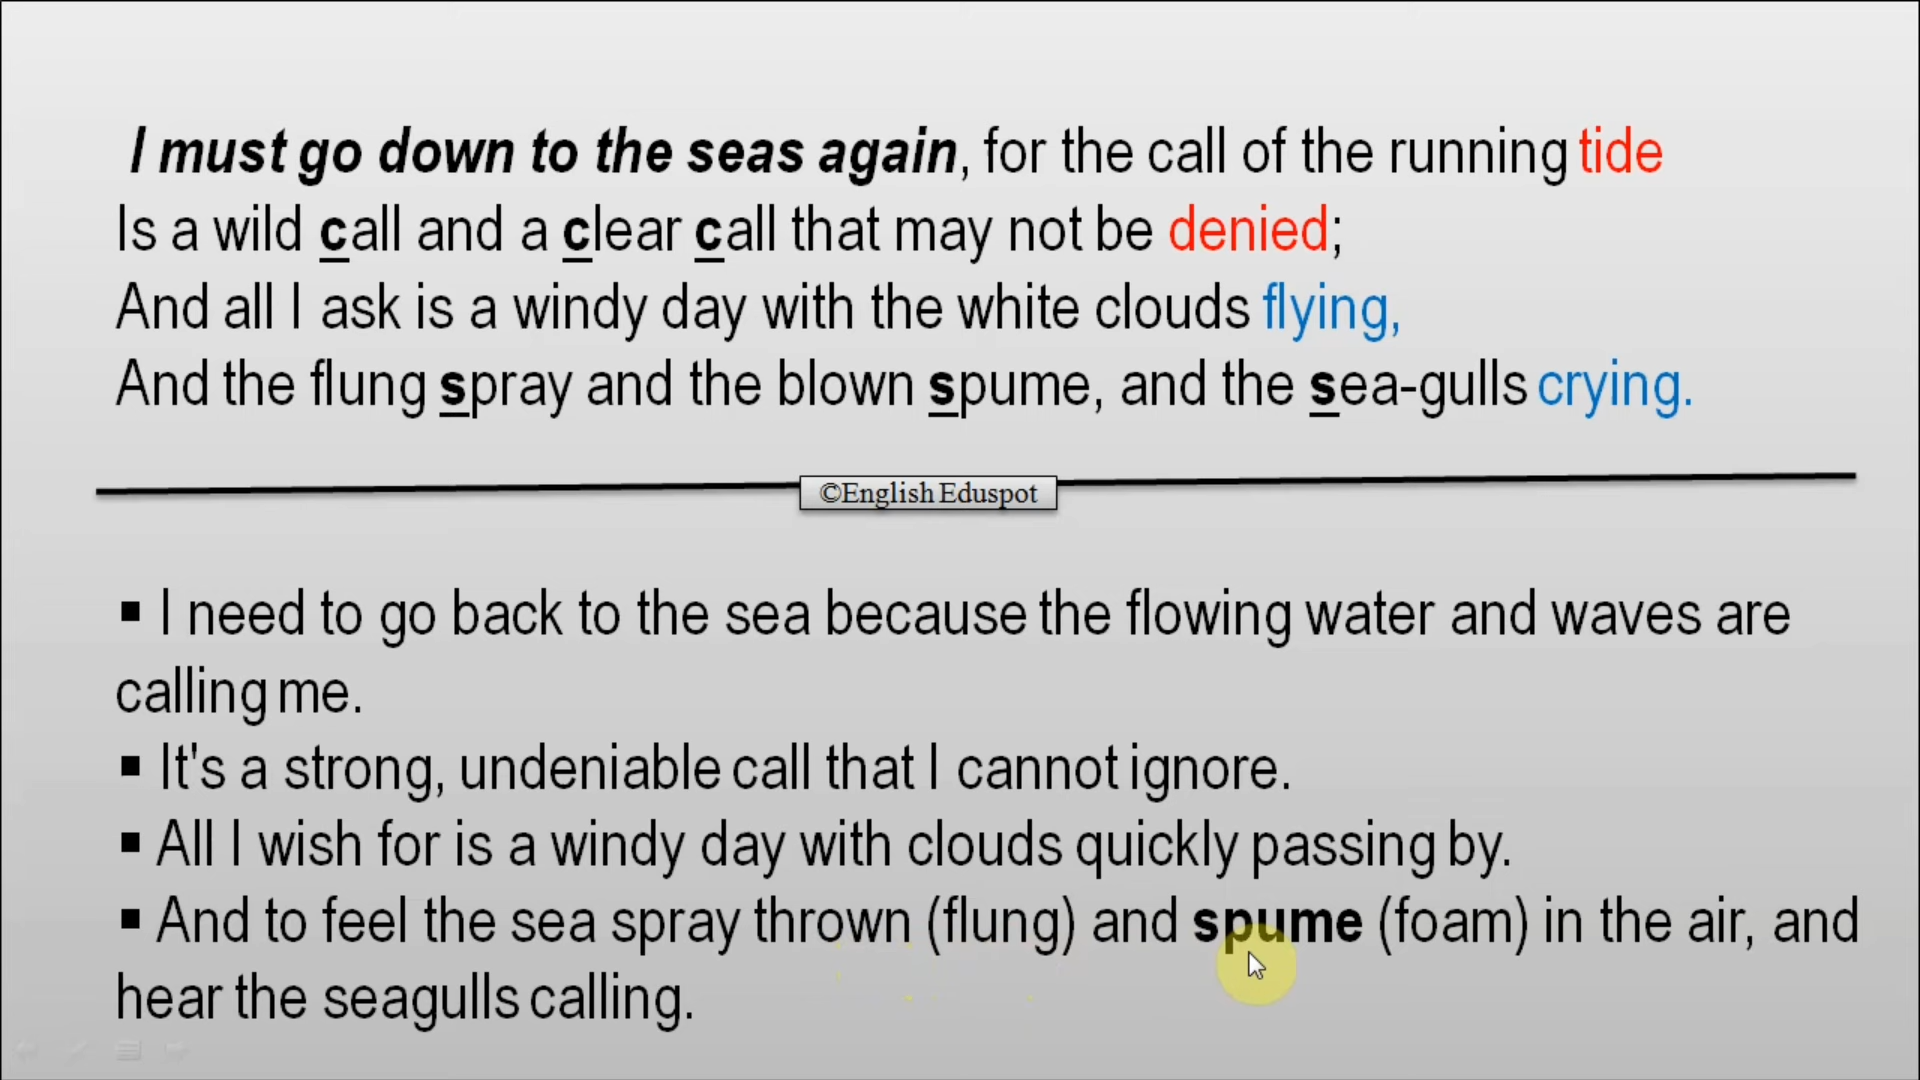 I must go down to the seas again, for the call of the running tide
Is a wild call and a clear call that may not be denied;
And all I ask is a windy day with the white clouds flying,
And the flung spray and the blown spume, and the sea-gulls crying.
©English Eduspot
▪ I need to go back to the sea because the flowing water and waves are
calling me.
▪ It's a strong, undeniable call that I cannot ignore.
▪ All I wish for is a windy day with clouds quickly passing by.
▪ And to feel the sea spray thrown (flung) and spume (foam) in the air, and
hear the seagulls calling.